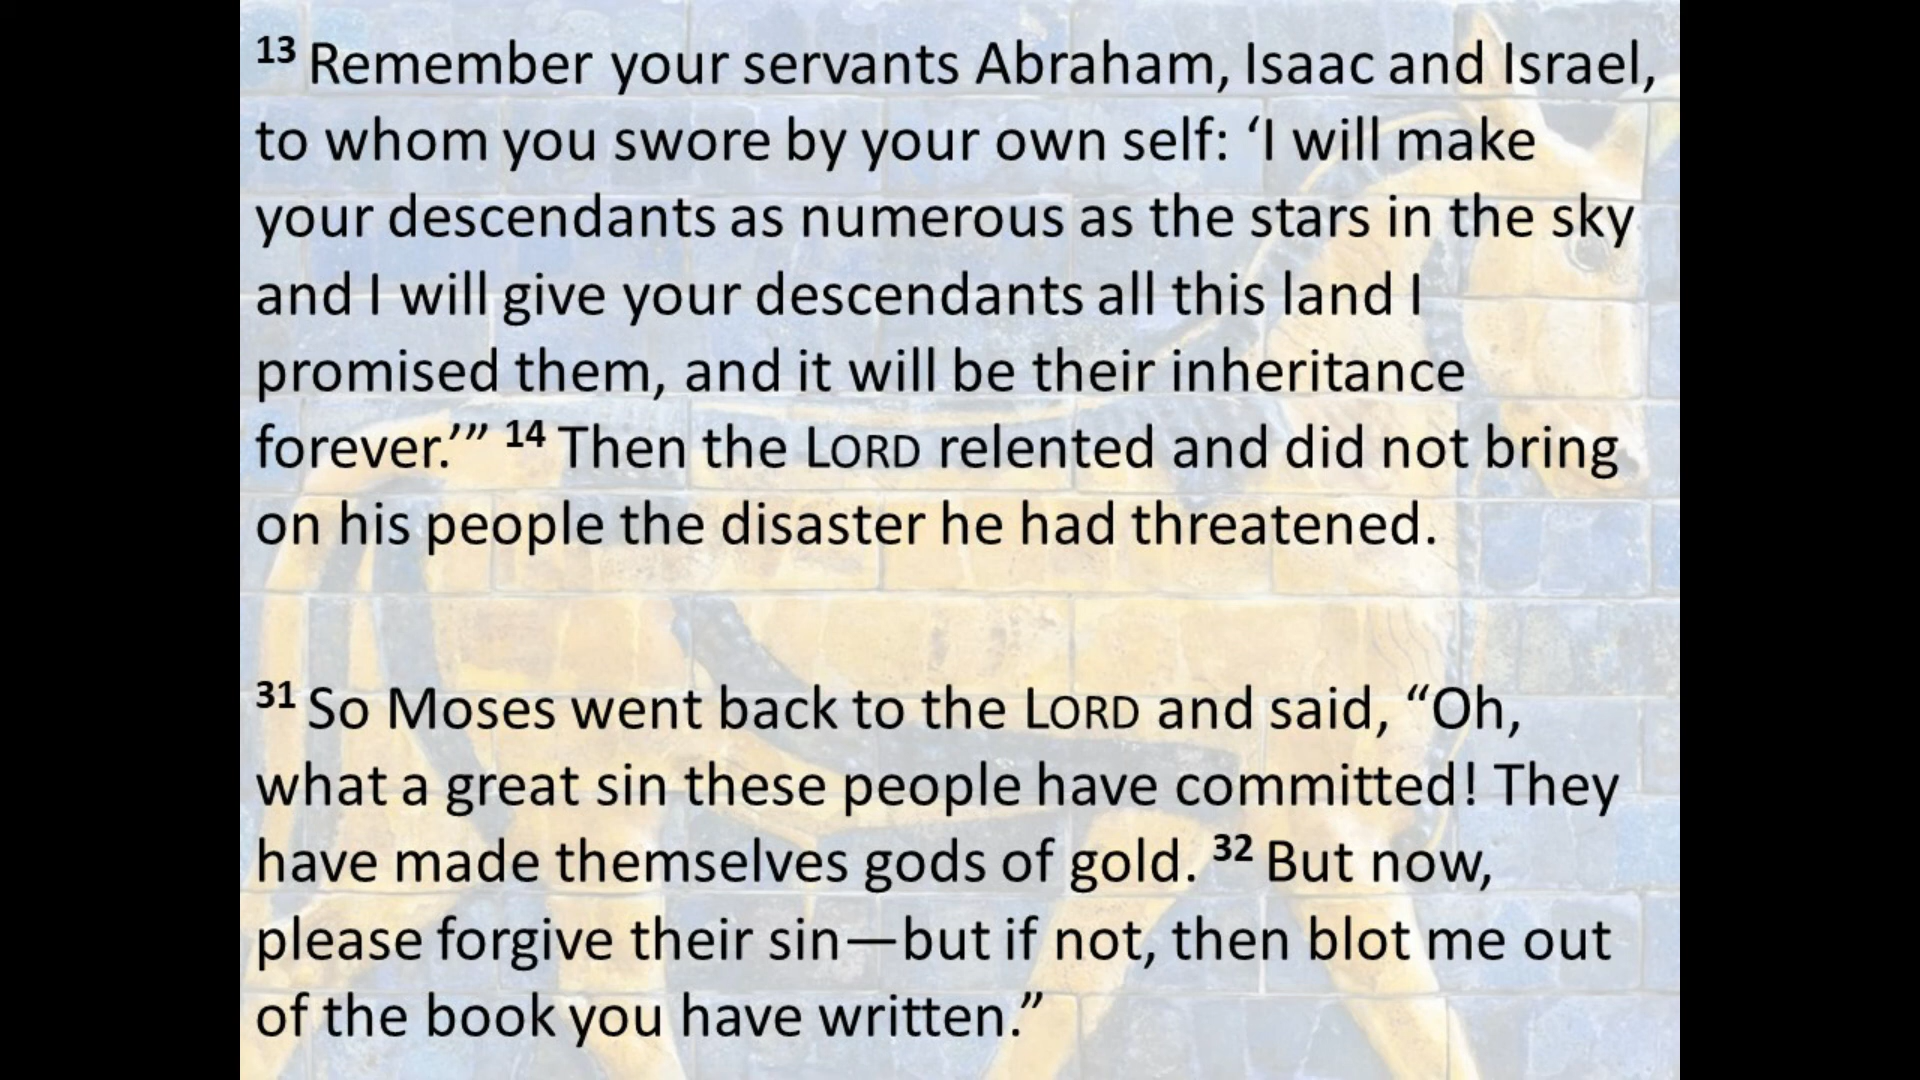 13 Remember your servants Abraham, Isaac and Israel,
to whom you swore by your own self: ‘I will make
your descendants as numerous as the stars in the sky
and I will give your descendants all this land I
promised them, and it will be their inheritance
forever.’” 14 Then the LORD relented and did not bring
on his people the disaster he had threatened.
31 So Moses went back to the LORD and said, “Oh,
what a great sin these people have committed! They
have made themselves gods of gold. 32 But now,
please forgive their sin—but if not, then blot me out
of the book you have written.”